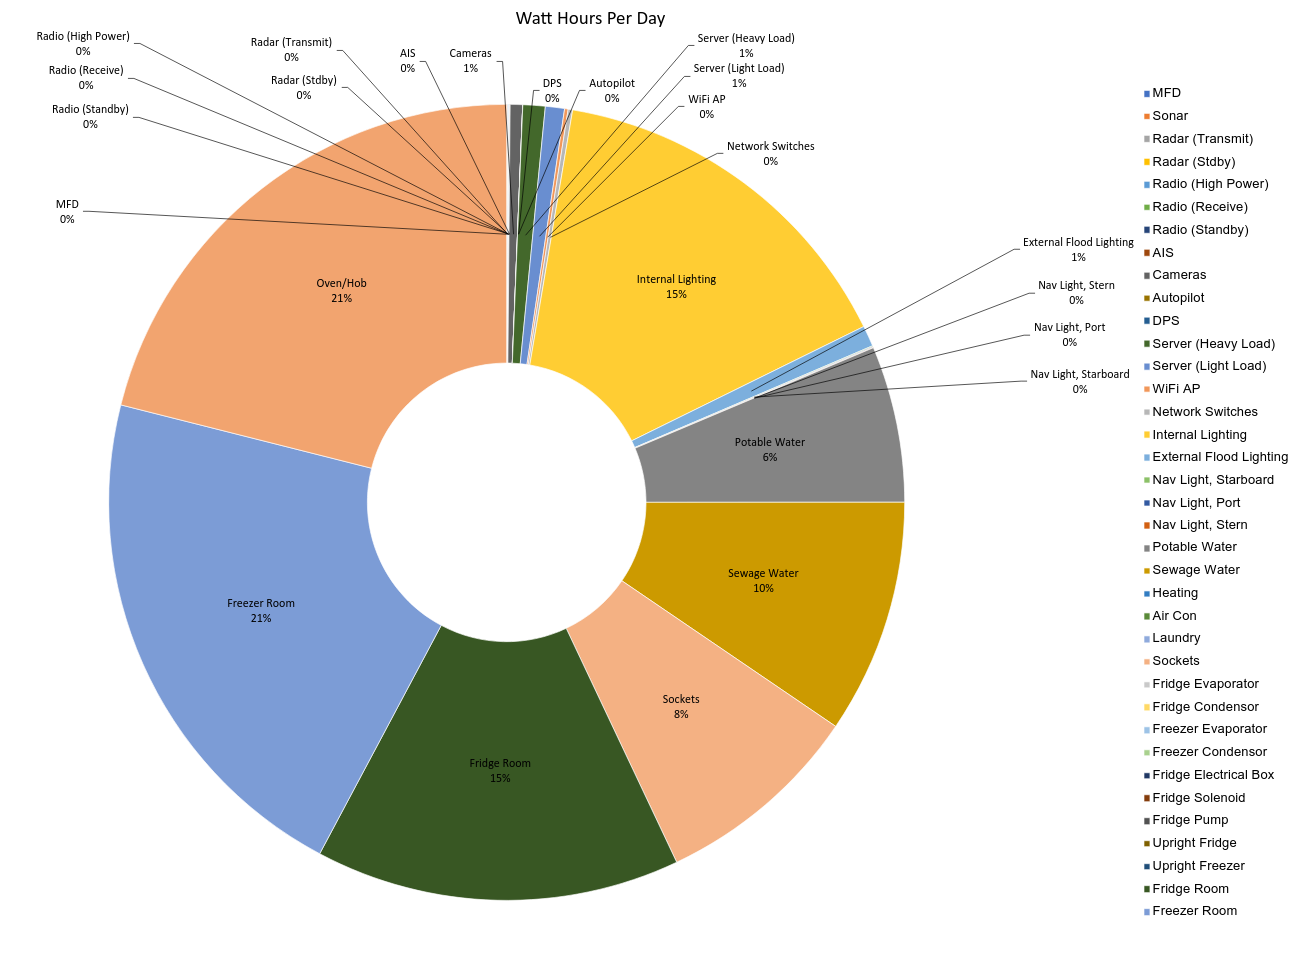 Watt Hours Per Day
Radio (High Power)
0%
Radio (Receive)
0%
Radio (Standby)
0%
MFD
0%
Radar (Transmit)
0%
Radar (Stdby)
0%
AIS
0%
Cameras
1%
DPS
0%
Autopilot
0%
Server (Heavy Load)
1%
Server (Light Load)
1%
WiFi AP
0%
Network Switches
0%
Internal Lighting
15%
External Flood Lighting
1%
Nav Light, Stern
0%
Nav Light, Port
0%
Nav Light, Starboard
0%
Potable Water
6%
Sewage Water
10%
Sockets
8%
Fridge Room
15%
Freezer Room
21%
Oven/Hob
21%
MFD
Sonar
Radar (Transmit)
Radar (Stdby)
Radio (High Power)
Radio (Receive)
Radio (Standby)
AIS
Cameras
Autopilot
DPS
Server (Heavy Load)
Server (Light Load)
WiFi AP
Network Switches
Internal Lighting
External Flood Lighting
Nav Light, Starboard
Nav Light, Port
Nav Light, Stern
Potable Water
Sewage Water
Heating
Air Con
Laundry
Sockets
Fridge Evaporator
Fridge Condensor
Freezer Evaporator
Freezer Condensor
Fridge Electrical Box
Fridge Solenoid
Fridge Pump
Upright Fridge
Upright Freezer
Fridge Room
Freezer Room